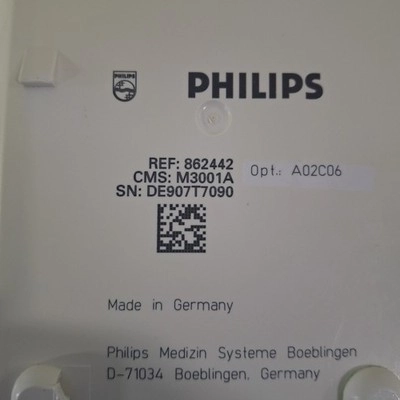 PHILIPS
REF: 862442
CMS: M3001A Opt.: A02C06
SN: DE907T7090
Made in Germany
Philips Medizin Systeme Boeblingen
D-71034 Boeblingen, Germany